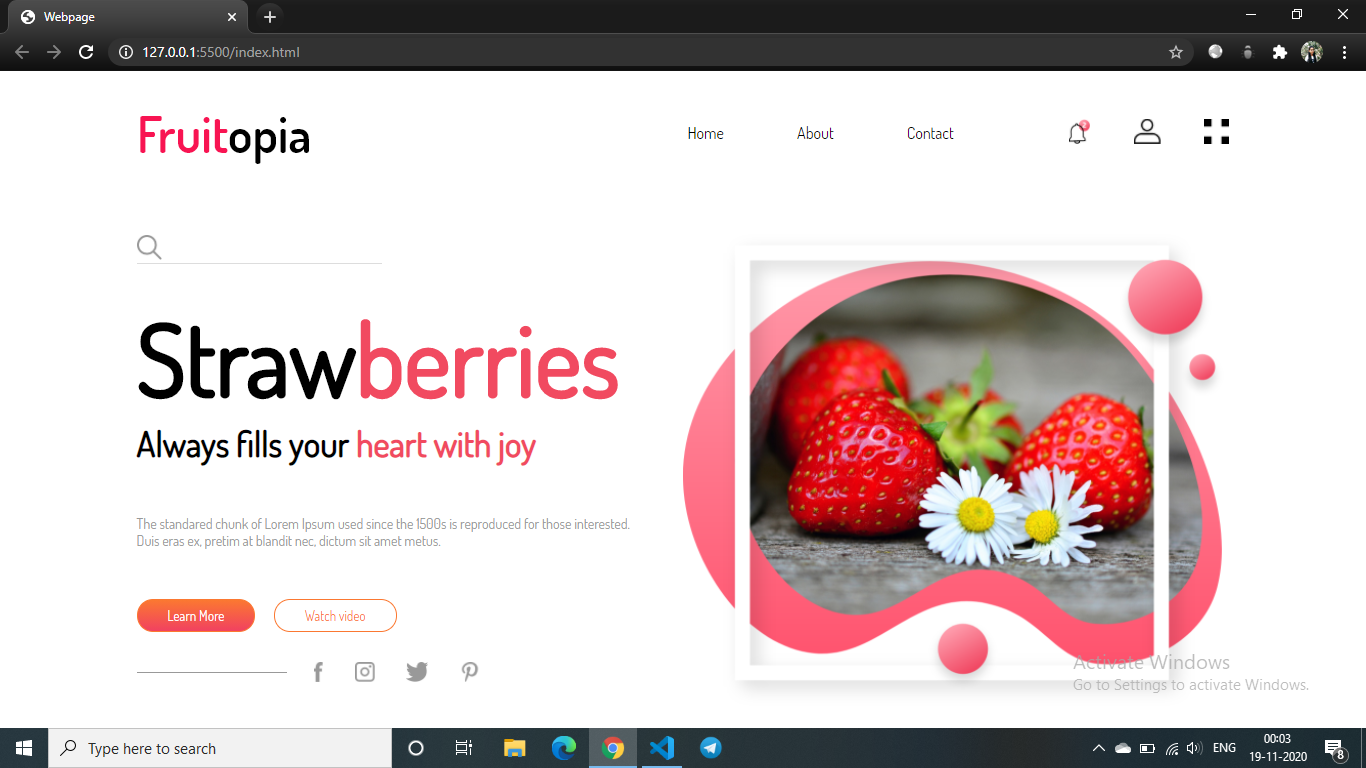 Webpage
127.0.0.1:5500/index.html
Fruitopia
Home About Contact
2
Strawberries
Always fills your heart with joy
The standared chunk of Lorem Ipsum used since the 1500s is reproduced for those interested.
Duis eras ex, pretim at blandit nec, dictum sit amet metus.
Learn More Watch video
Activate Windows
Go to Settings to activate Windows.
Type here to search
ENG
00:03
19-11-2020
8